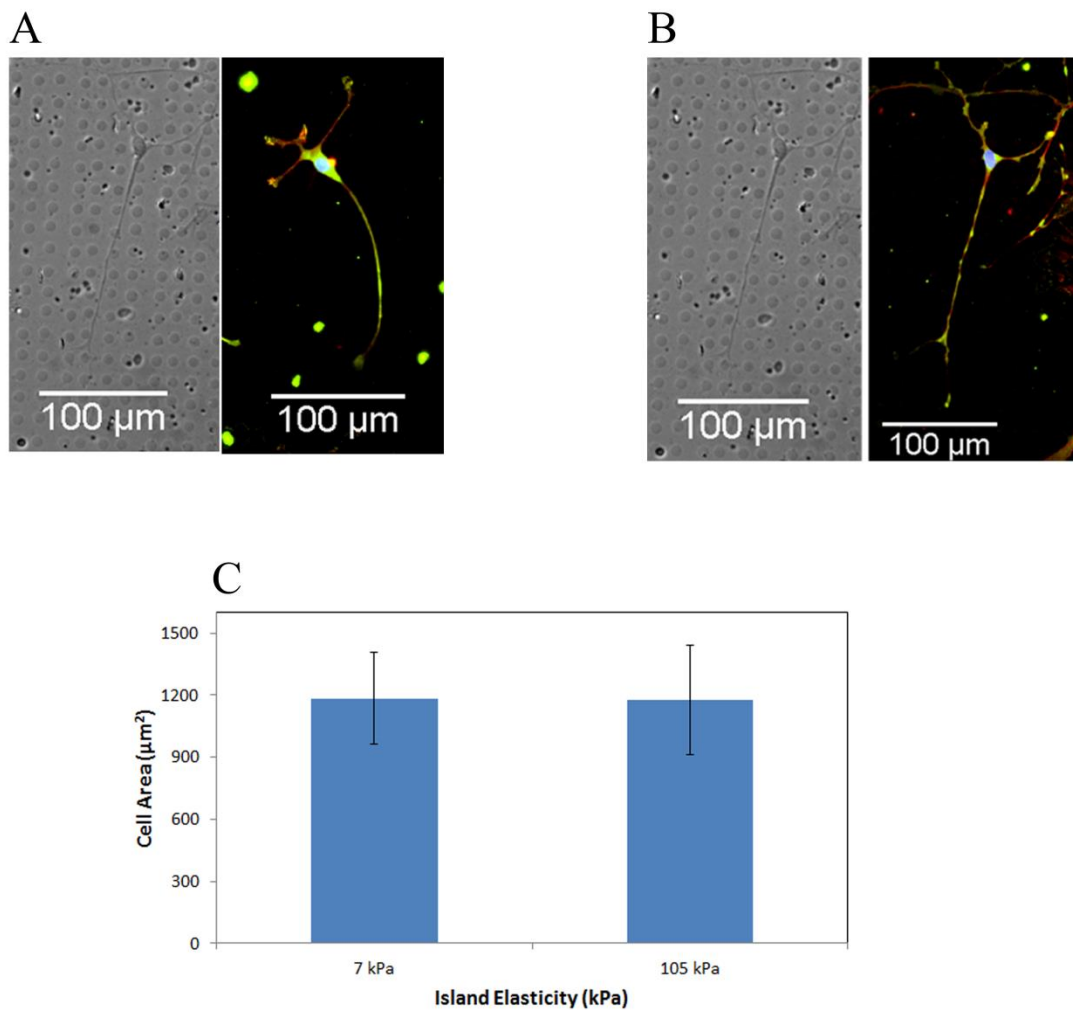 A
B
100 µm
100 µm
100 µm
100 µm
C
1500
1200
900
600
300
0
Cell Area (µm²)
7 kPa
105 kPa
Island Elasticity (kPa)